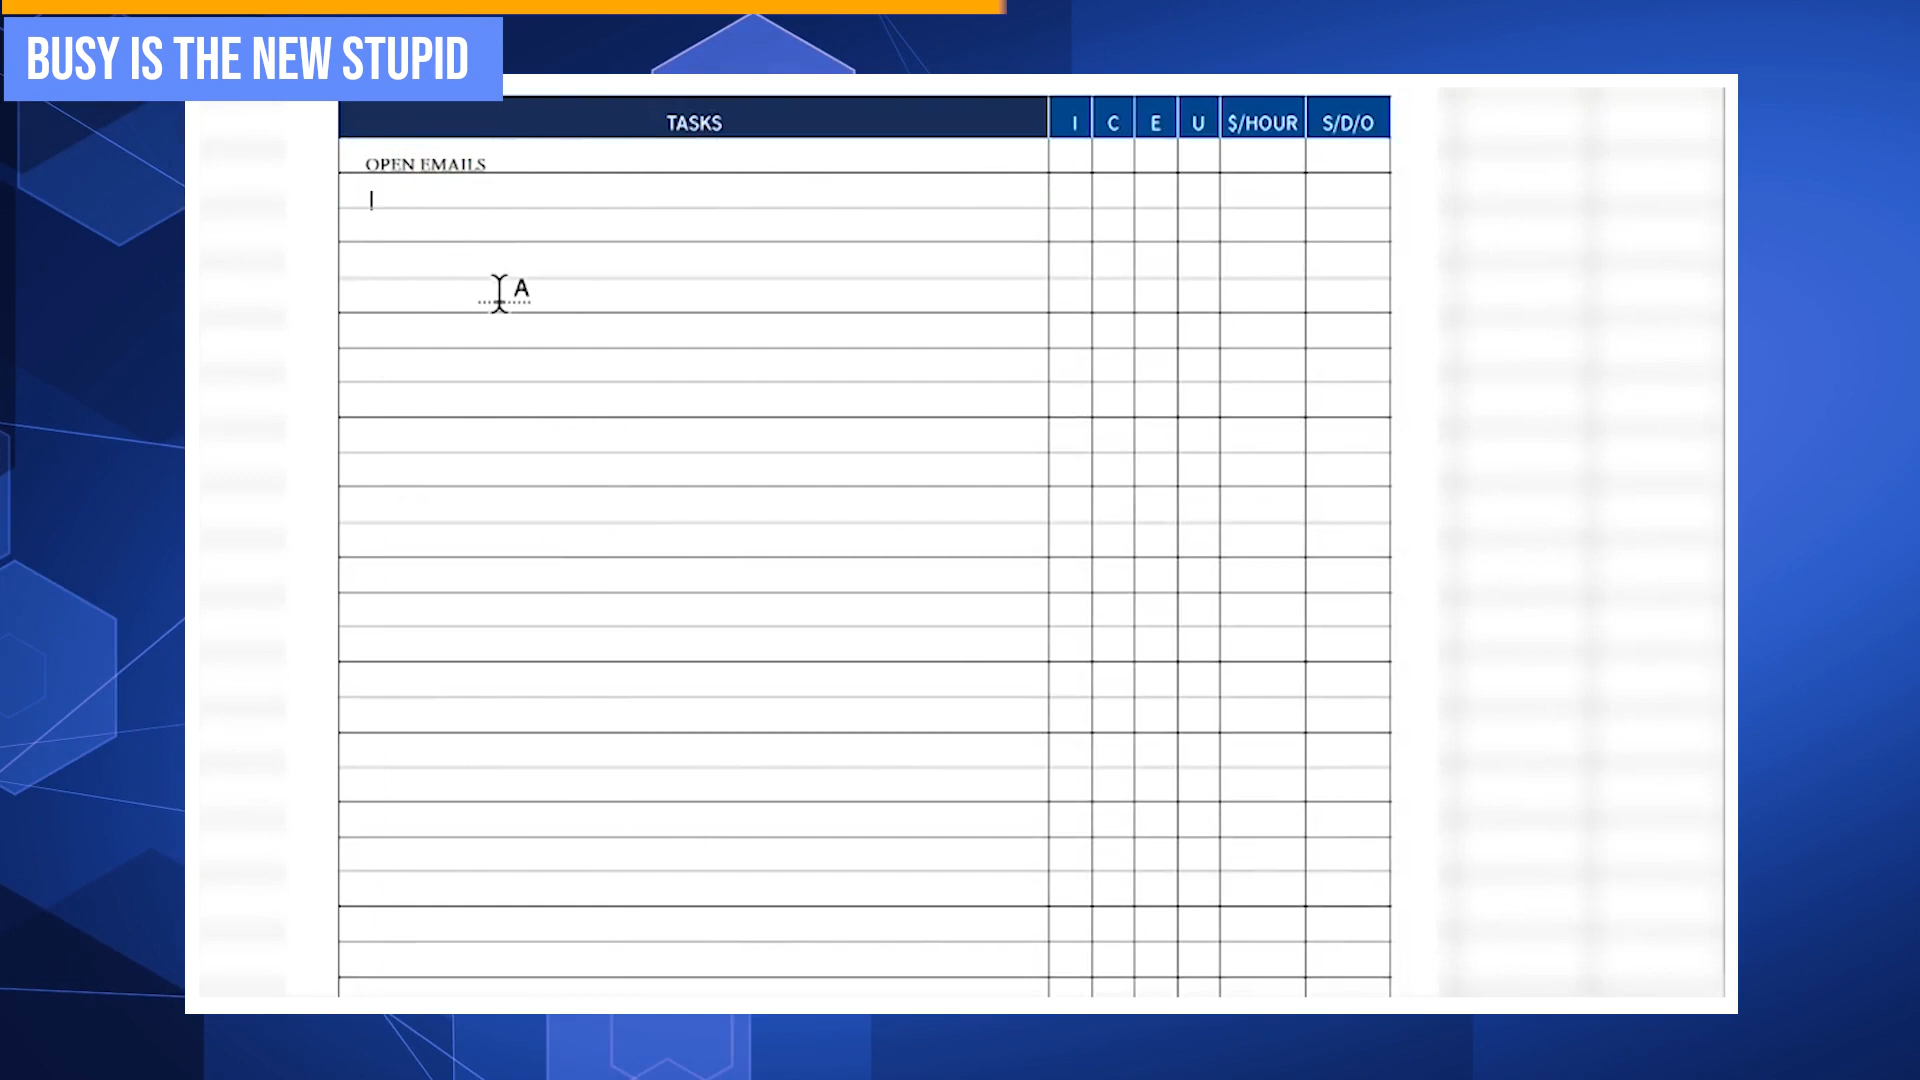 BUSY IS THE NEW STUPID
TASKS I C E U $/HOUR S/D/O
OPEN EMAILS
A